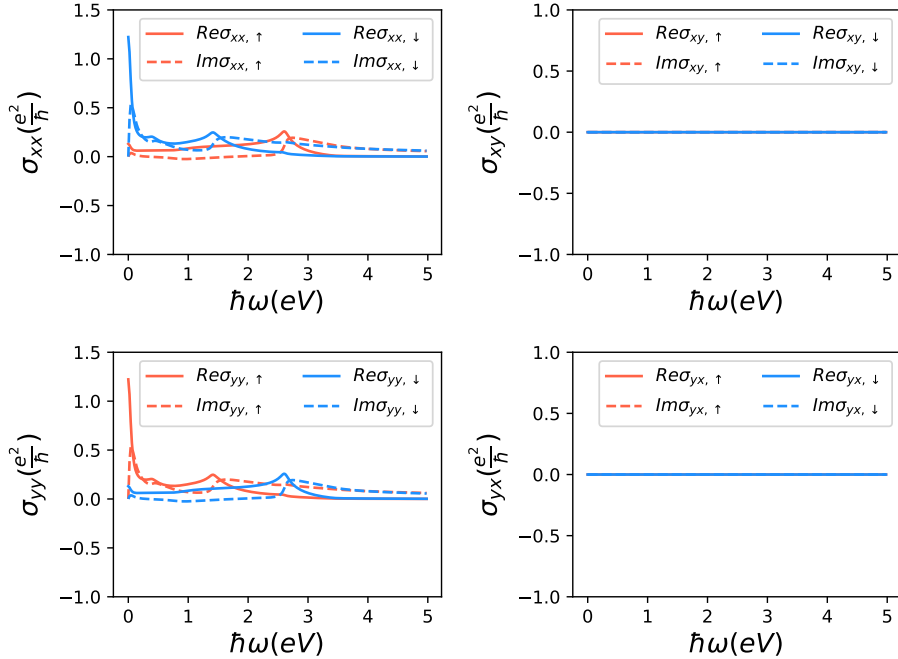 1.5
1.0
0.5
0.0
−0.5
−1.0
σxx(e²/ħ)
Reσxx,↑ Reσxx,↓
Imσxx,↑ Imσxx,↓
0 1 2 3 4 5
ħω(eV)
1.0
0.5
0.0
−0.5
−1.0
σxy(e²/ħ)
Reσxy,↑ Reσxy,↓
Imσxy,↑ Imσxy,↓
0 1 2 3 4 5
ħω(eV)
1.5
1.0
0.5
0.0
−0.5
−1.0
σyy(e²/ħ)
Reσyy,↑ Reσyy,↓
Imσyy,↑ Imσyy,↓
0 1 2 3 4 5
ħω(eV)
1.0
0.5
0.0
−0.5
−1.0
σyx(e²/ħ)
Reσyx,↑ Reσyx,↓
Imσyx,↑ Imσyx,↓
0 1 2 3 4 5
ħω(eV)